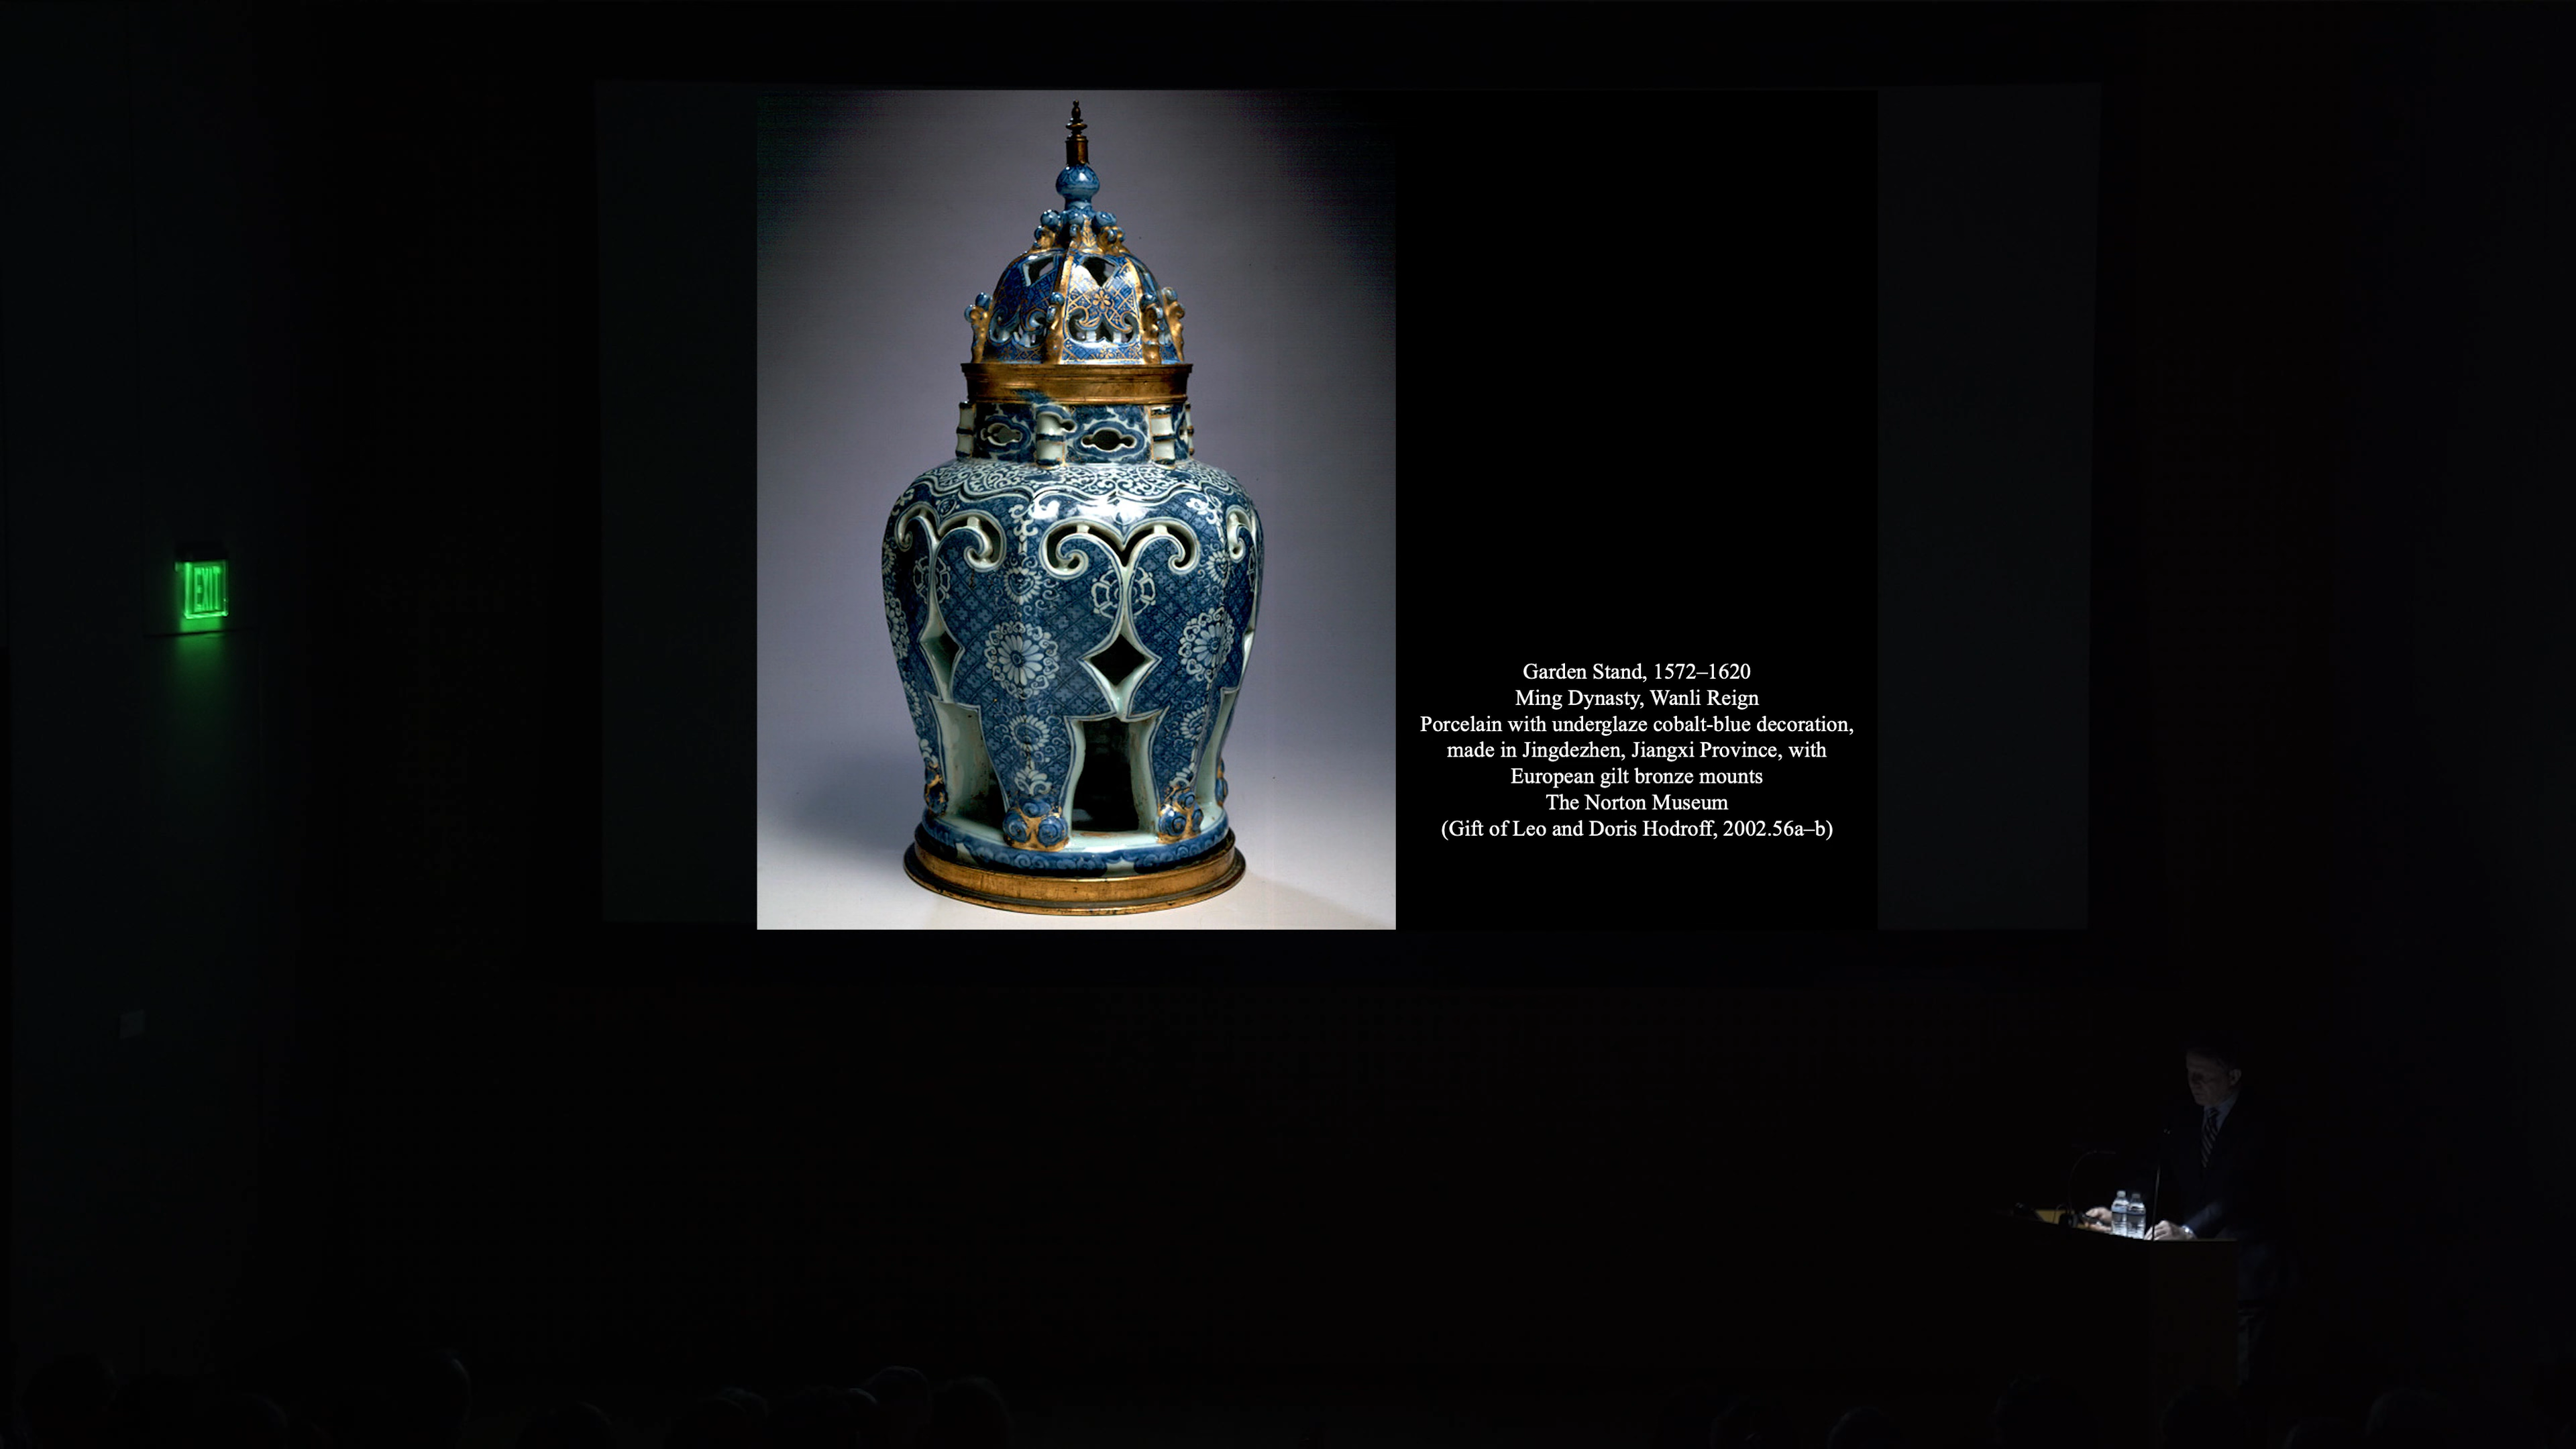 EXIT
Garden Stand, 1572–1620
Ming Dynasty, Wanli Reign
Porcelain with underglaze cobalt-blue decoration,
made in Jingdezhen, Jiangxi Province, with
European gilt bronze mounts
The Norton Museum
(Gift of Leo and Doris Hodroff, 2002.56a–b)